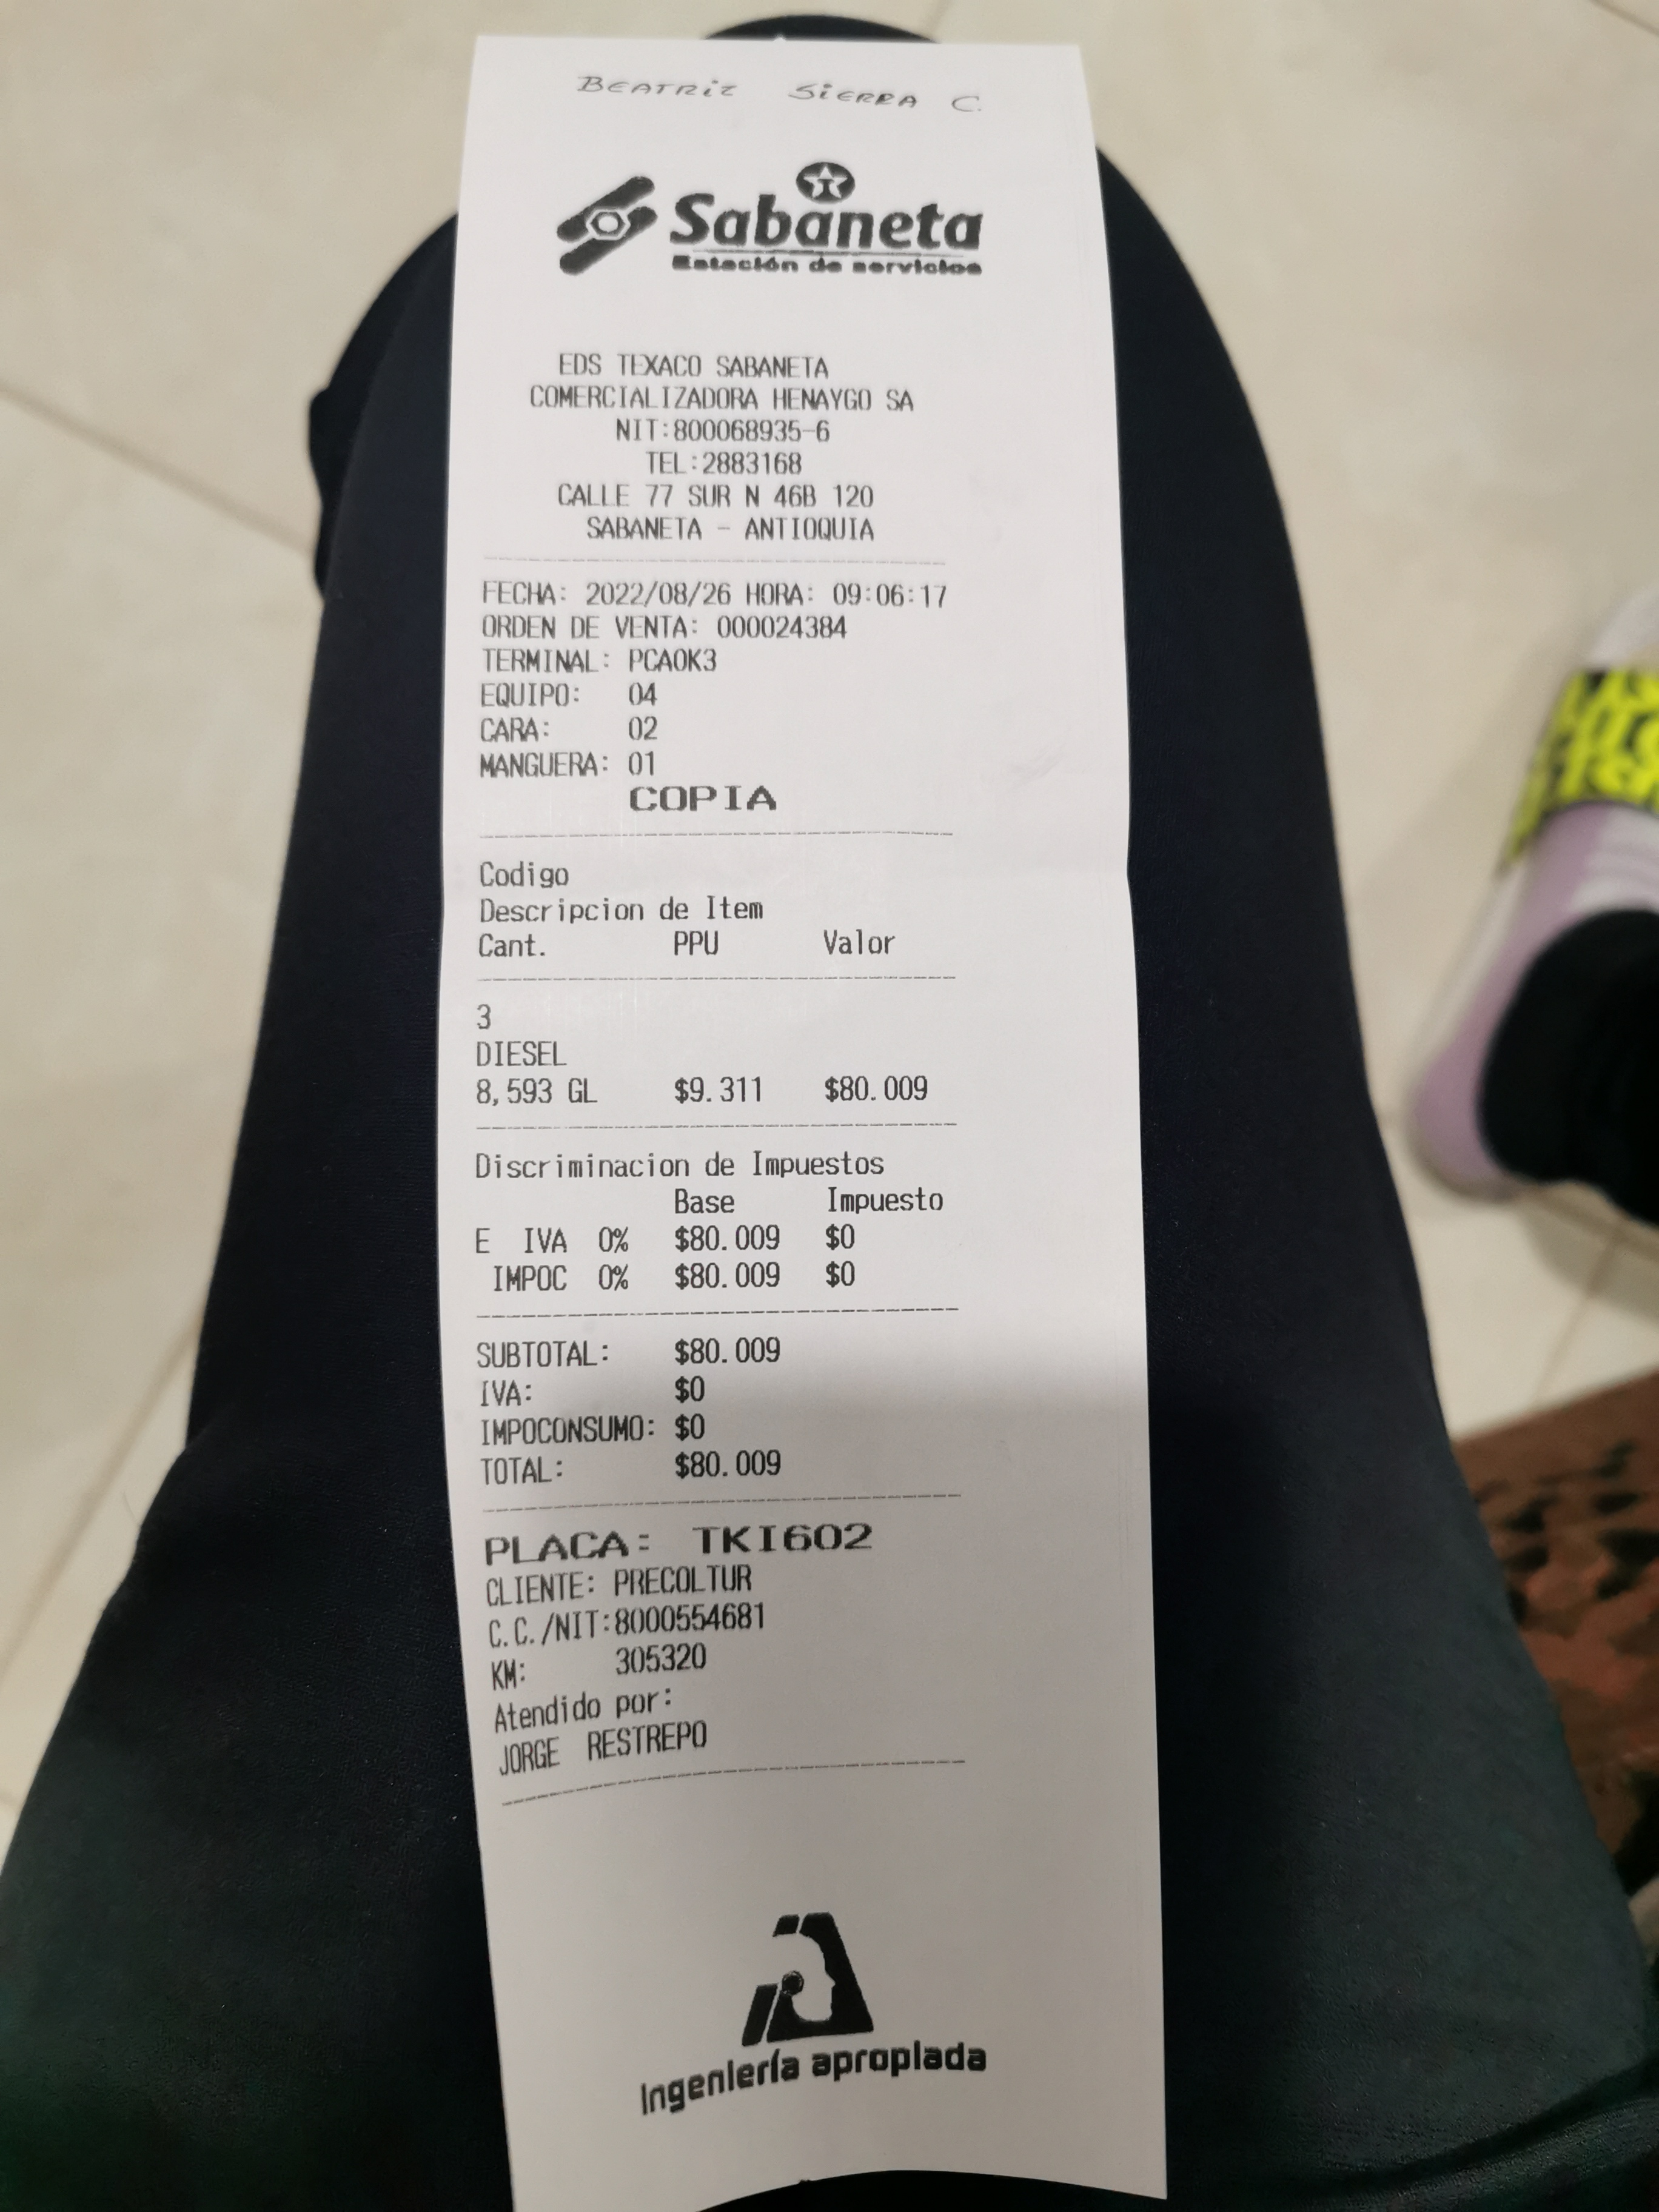 BEATRIZ SIERRA C.
Sabaneta
Estación de servicios
EDS TEXACO SABANETA
COMERCIALIZADORA HENAYGO SA
NIT:800068935-6
TEL:2883168
CALLE 77 SUR N 46B 120
SABANETA - ANTIOQUIA
FECHA: 2022/08/26 HORA: 09:06:17
ORDEN DE VENTA: 000024384
TERMINAL: PCAOK3
EQUIPO: 04
CARA: 02
MANGUERA: 01
COPIA
Codigo
Descripcion de Item
Cant. PPU Valor
3
DIESEL
8,593 GL $9.311 $80.009
Discriminacion de Impuestos
Base Impuesto
E IVA 0% $80.009 $0
IMPOC 0% $80.009 $0
SUBTOTAL: $80.009
IVA: $0
IMPOCONSUMO: $0
TOTAL: $80.009
PLACA: TKI602
CLIENTE: PRECOLTUR
C.C./NIT:8000554681
KM: 305320
Atendido por:
JORGE RESTREPO
Ingeniería apropiada